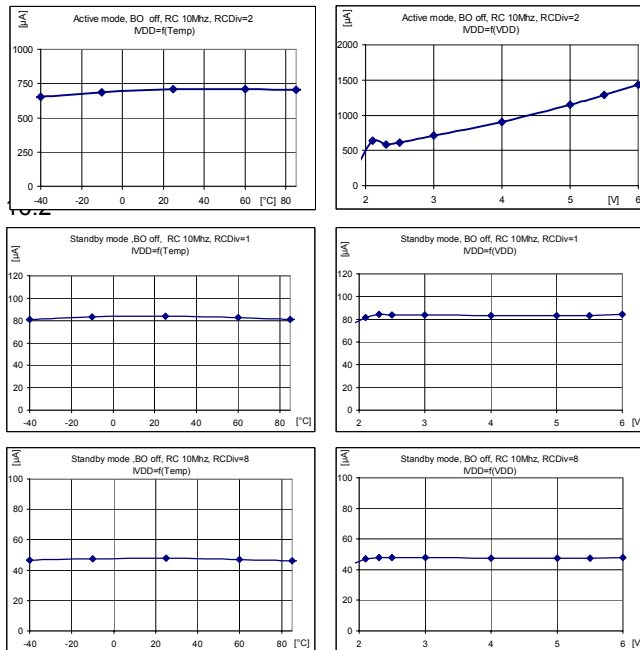 [µA]
Active mode, BO off, RC 10Mhz, RCDiv=2
IVDD=f(Temp)
1000
750
500
250
0
-40 -20 0 20 40 60 [°C] 80
[µA]
Active mode, BO off, RC 10Mhz, RCDiv=2
IVDD=f(VDD)
2000
1500
1000
500
0
2 3 4 5 [V] 6
[µA]
Standby mode ,BO off, RC 10Mhz, RCDiv=1
IVDD=f(Temp)
120
100
80
60
40
20
0
-40 -20 0 20 40 60 80 [°C]
[µA]
Standby mode, BO off, RC 10Mhz, RCDiv=1
IVDD=f(VDD)
120
100
80
60
40
20
0
2 3 4 5 6 [V
[µA]
Standby mode ,BO off, RC 10Mhz, RCDiv=8
IVDD=f(Temp)
100
80
60
40
20
0
-40 -20 0 20 40 60 80 [°C]
[µA]
Standby mode, BO off, RC 10Mhz, RCDiv=8
IVDD=f(VDD)
100
80
60
40
20
0
2 3 4 5 6 [V